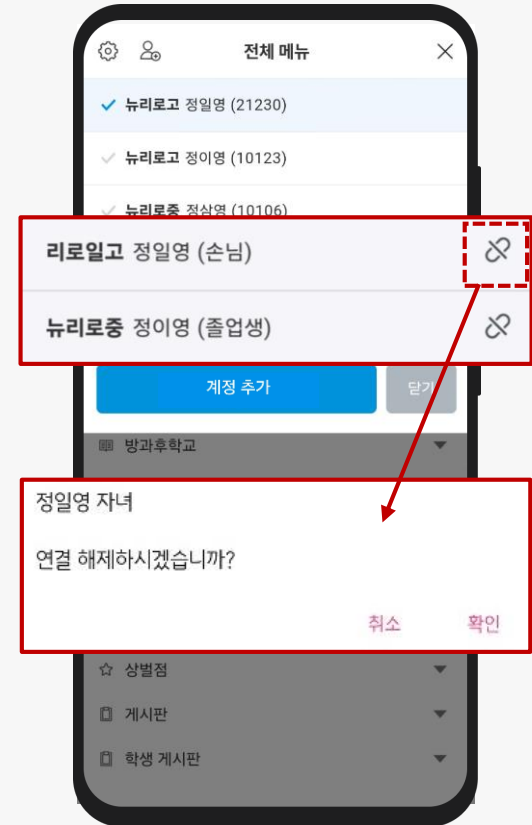 전체 메뉴
뉴리로고 정일영 (21230)
뉴리로고 정이영 (10123)
뉴리로중 정삼영 (10106)
리로일고 정일영 (손님)
뉴리로중 정이영 (졸업생)
계정 추가 닫기
방과후학교
정일영 자녀
연결 해제하시겠습니까?
취소 확인
상벌점
게시판
학생 게시판